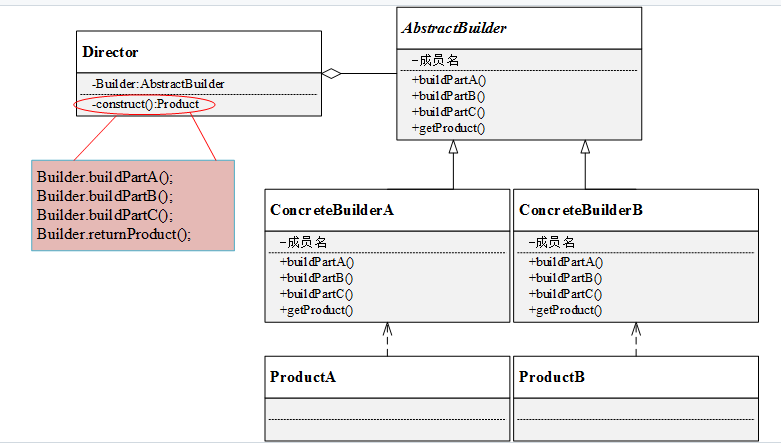 Director
-Builder:AbstractBuilder
-construct():Product
Builder.buildPartA();
Builder.buildPartB();
Builder.buildPartC();
Builder.returnProduct();
AbstractBuilder
-成员名
+buildPartA()
+buildPartB()
+buildPartC()
+getProduct()
ConcreteBuilderA
-成员名
+buildPartA()
+buildPartB()
+buildPartC()
+getProduct()
ConcreteBuilderB
-成员名
+buildPartA()
+buildPartB()
+buildPartC()
+getProduct()
ProductA
ProductB